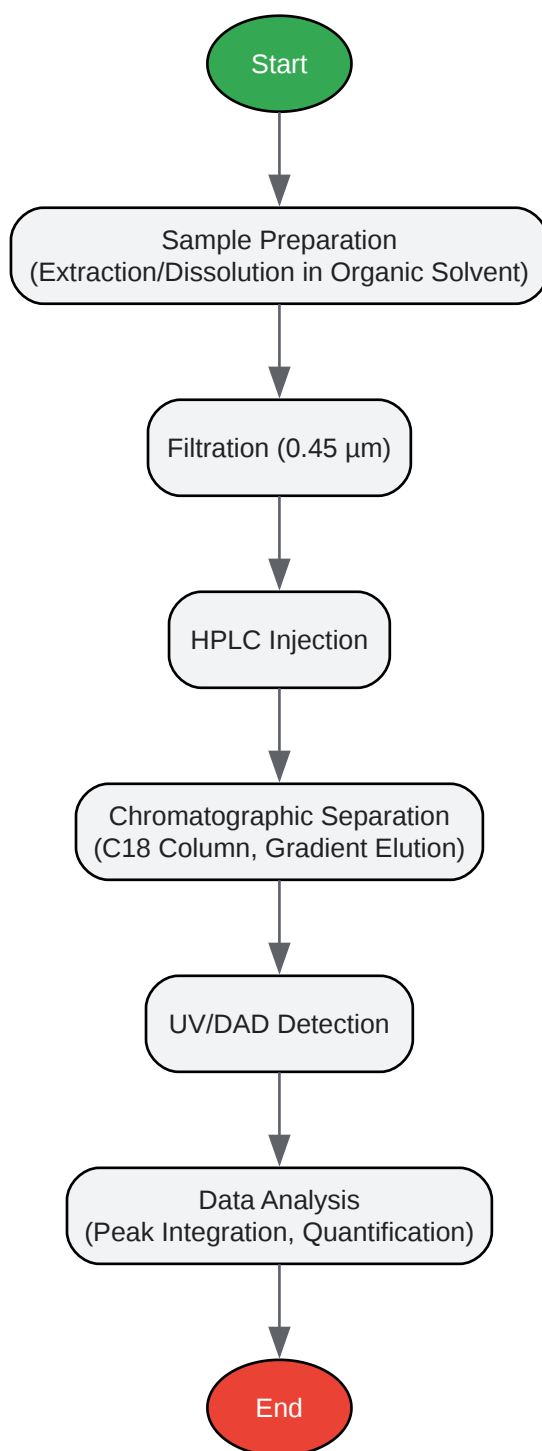 Start
Sample Preparation
(Extraction/Dissolution in Organic Solvent)
Filtration (0.45 µm)
HPLC Injection
Chromatographic Separation
(C18 Column, Gradient Elution)
UV/DAD Detection
Data Analysis
(Peak Integration, Quantification)
End